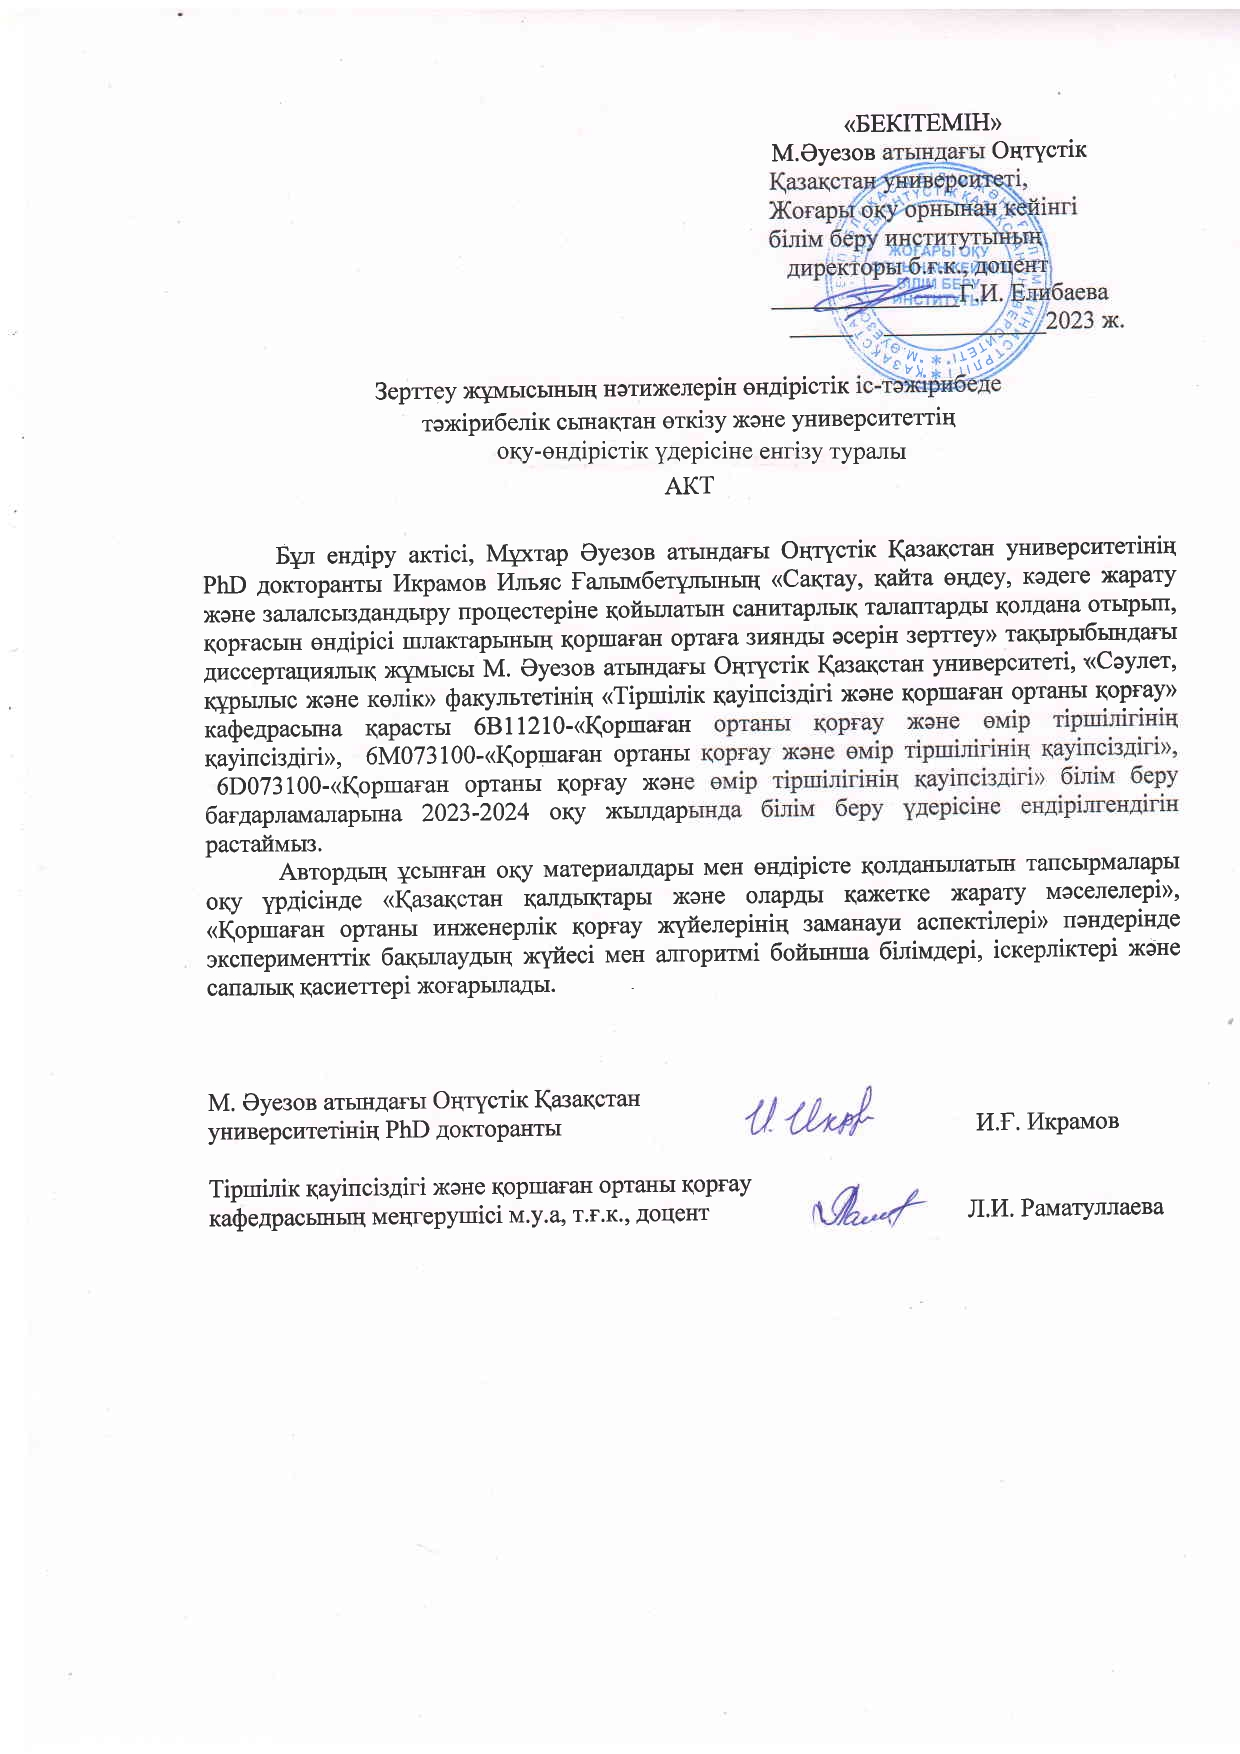 «БЕКІТЕМІН»
М.Әуезов атындағы Оңтүстік
Қазақстан университеті,
Жоғары оқу орнынан кейінгі
білім беру институтының
директоры б.ғ.к., доцент
Г.И. Елибаева
2023 ж.
ЖОҒАРЫ ОҚУ
ОРНЫНАН КЕЙІНГІ
БІЛІМ БЕРУ
ИНСТИТУТЫ
Зерттеу жұмысының нәтижелерін өндірістік іс-тәжірибеде
тәжірибелік сынақтан өткізу және университеттің
оқу-өндірістік үдерісіне енгізу туралы
АКТ
Бұл ендіру актісі, Мұхтар Әуезов атындағы Оңтүстік Қазақстан университетінің
PhD докторанты Икрамов Ильяс Ғалымбетұлының «Сақтау, қайта өңдеу, кәдеге жарату
және залалсыздандыру процестеріне қойылатын санитарлық талаптарды қолдана отырып,
қорғасын өндірісі шлактарының қоршаған ортаға зиянды әсерін зерттеу» тақырыбындағы
диссертациялық жұмысы М. Әуезов атындағы Оңтүстік Қазақстан университеті, «Сәулет,
құрылыс және көлік» факультетінің «Тіршілік қауіпсіздігі және қоршаған ортаны қорғау»
кафедрасына қарасты 6В11210-«Қоршаған ортаны қорғау және өмір тіршілігінің
қауіпсіздігі», 6М073100-«Қоршаған ортаны қорғау және өмір тіршілігінің қауіпсіздігі»,
6D073100-«Қоршаған ортаны қорғау және өмір тіршілігінің қауіпсіздігі» білім беру
бағдарламаларына 2023-2024 оқу жылдарында білім беру үдерісіне ендірілгендігін
растаймыз.
Автордың ұсынған оқу материалдары мен өндірісте қолданылатын тапсырмалары
оқу үрдісінде «Қазақстан қалдықтары және оларды қажетке жарату мәселелері»,
«Қоршаған ортаны инженерлік қорғау жүйелерінің заманауи аспектілері» пәндерінде
эксперименттік бақылаудың жүйесі мен алгоритмі бойынша білімдері, іскерліктері және
сапалық қасиеттері жоғарылады.
М. Әуезов атындағы Оңтүстік Қазақстан
университетінің PhD докторанты И.Ғ. Икрамов
Тіршілік қауіпсіздігі және қоршаған ортаны қорғау
кафедрасының меңгерушісі м.у.а, т.ғ.к., доцент Л.И. Раматуллаева